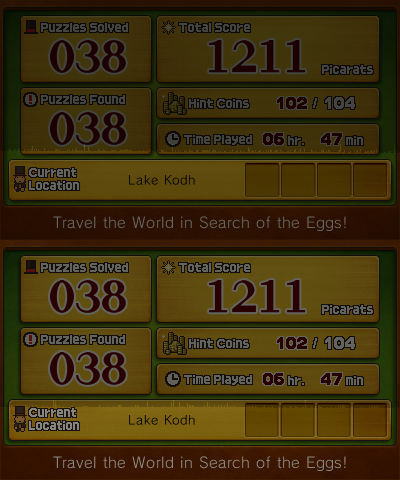 Puzzles Solved
038
Total Score
1211 Picarats
Puzzles Found
038
Hint Coins 102 / 104
Time Played 06 hr. 47 min
Current Location
Lake Kodh
Travel the World in Search of the Eggs!
Puzzles Solved
038
Total Score
1211 Picarats
Puzzles Found
038
Hint Coins 102 / 104
Time Played 06 hr. 47 min
Current Location
Lake Kodh
Travel the World in Search of the Eggs!